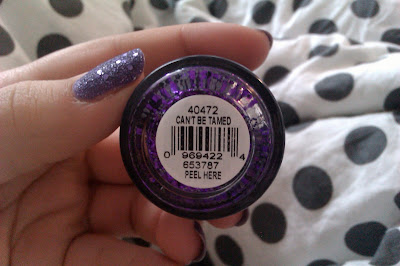 40472
CAN'T BE TAMED
0 969422 4
653787
PEEL HERE